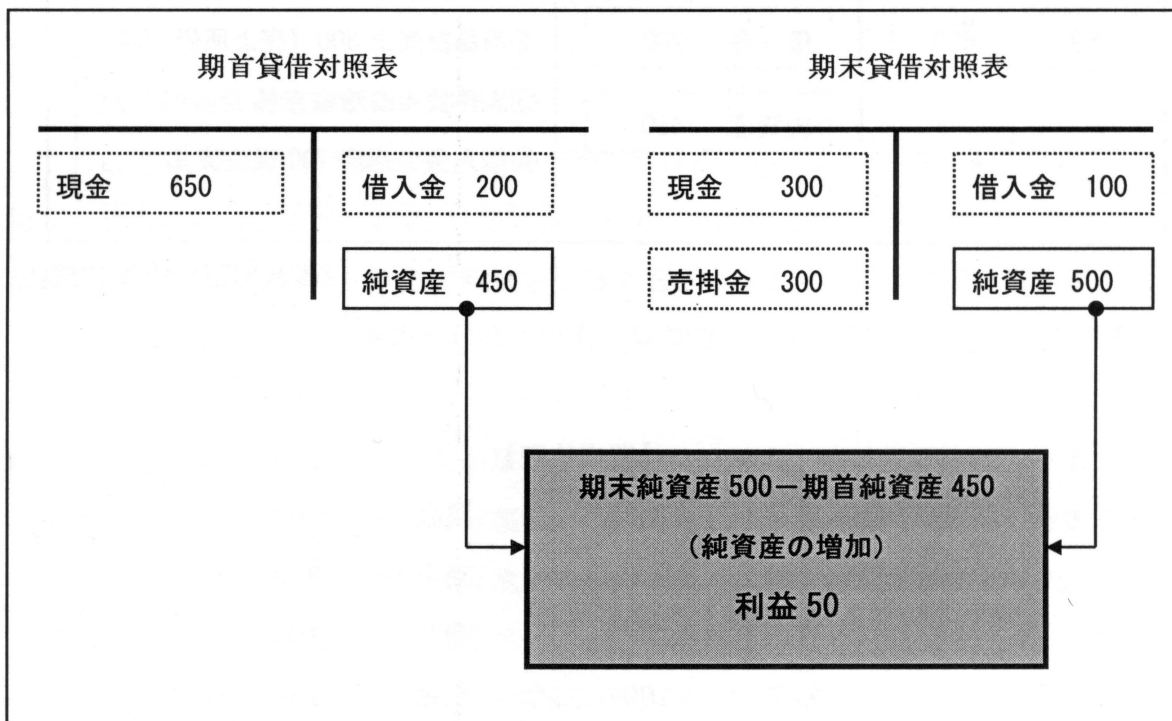 期首貸借対照表
現金 650
借入金 200
純資産 450
期末貸借対照表
現金 300
借入金 100
売掛金 300
純資産 500
期末純資産 500－期首純資産 450
（純資産の増加）
利益 50